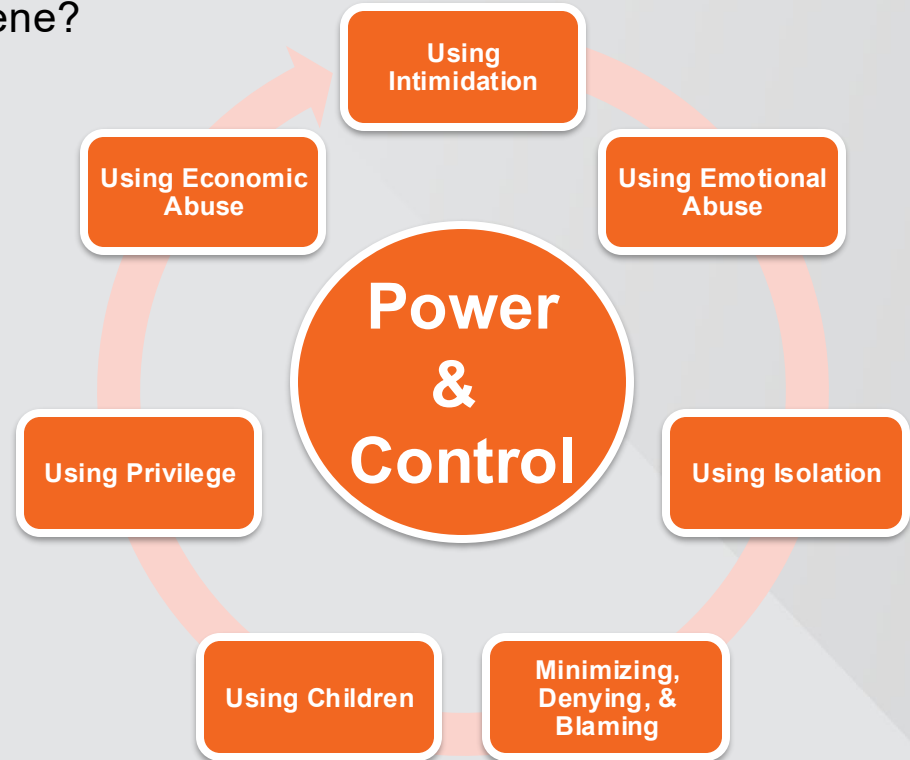 ene?
Using
Intimidation
Using Emotional
Abuse
Using Isolation
Minimizing,
Denying, &
Blaming
Using Children
Using Privilege
Using Economic
Abuse
Power
&
Control